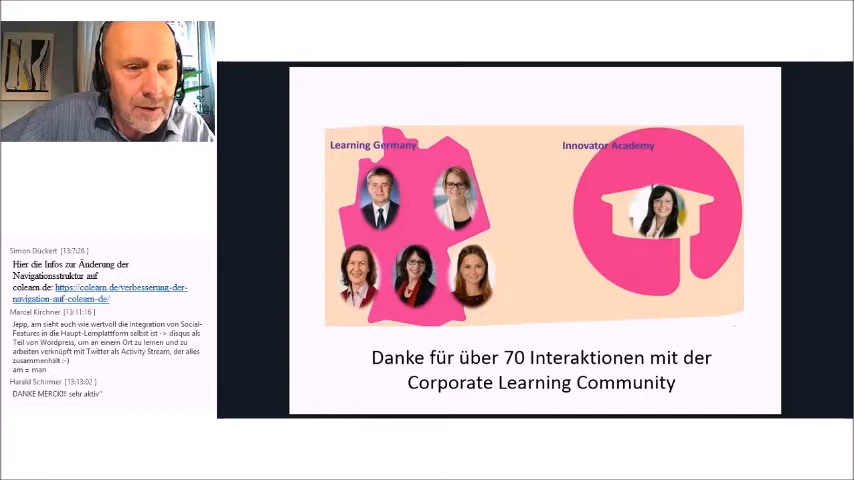 Learning Germany
Innovator Academy
Danke für über 70 Interaktionen mit der
Corporate Learning Community
Simon Dückert [13:7:26 ]
Hier die Infos zur Änderung der
Navigationsstruktur auf
colearn.de: https://colearn.de/verbesserung-der-
navigation-auf-colearn-de/
Marcel Kirchner [13:11:16 ]
Jepp, am sieht auch wie wertvoll die Integration von Social-
Features in die Haupt-Lernplattform selbst ist -> disqus als
Teil von Wordpress, um an einem Ort zu lernen und zu
arbeiten verknüpft mit Twitter als Activity Stream, der alles
zusammenhält :-)
am = man
Harald Schirmer [13:13:02 ]
DANKE MERCK!!! sehr aktiv"